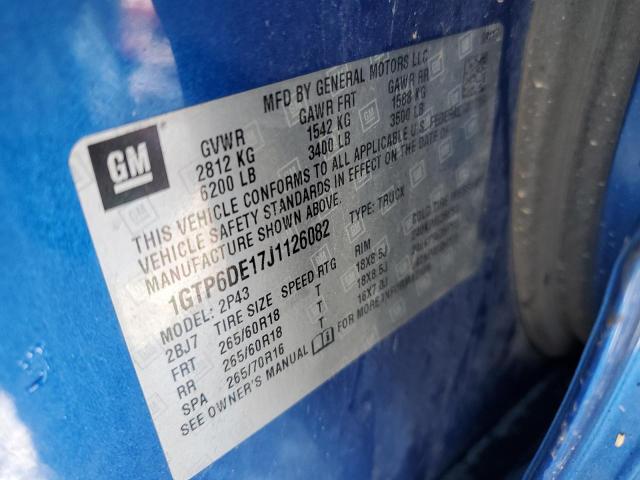 GM
MFD BY GENERAL MOTORS LLC
GVWR GAWR FRT GAWR RR
2812 KG 1542 KG 1588 KG
6200 LB 3400 LB 3500 LB
THIS VEHICLE CONFORMS TO ALL APPLICABLE U.S. FEDERAL
VEHICLE SAFETY STANDARDS IN EFFECT ON THE DATE OF
MANUFACTURE SHOWN ABOVE.
1GTP6DE17J1126082 TYPE: TRUCK
MODEL: 2P43
2BJ7 TIRE SIZE SPEED RTG RIM COLD TIRE
FRT 265/60R18 T 18X8.5J
RR 265/60R18 T 18X8.5J
SPA 265/70R16 T 16X7.0J
SEE OWNER'S MANUAL FOR MORE INFORMATION